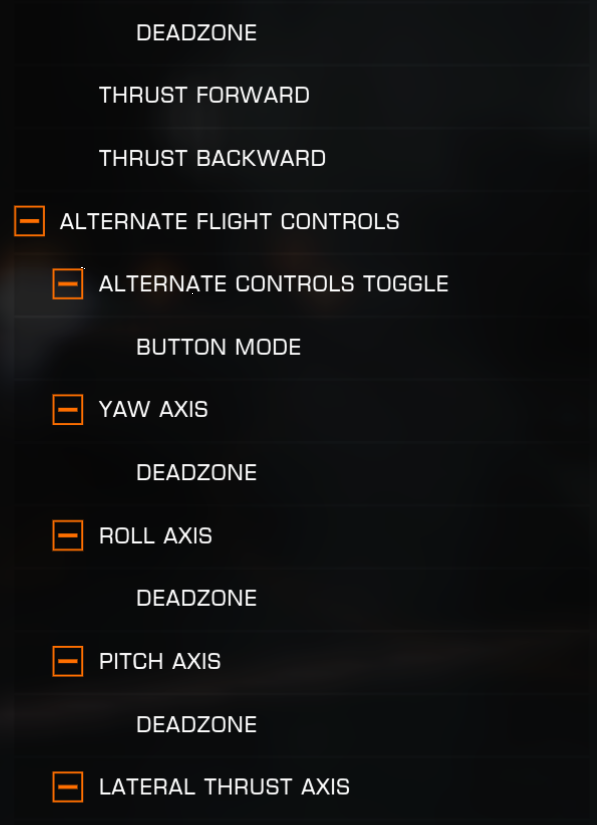 DEADZONE
THRUST FORWARD
THRUST BACKWARD
ALTERNATE FLIGHT CONTROLS
ALTERNATE CONTROLS TOGGLE
BUTTON MODE
YAW AXIS
DEADZONE
ROLL AXIS
DEADZONE
PITCH AXIS
DEADZONE
LATERAL THRUST AXIS